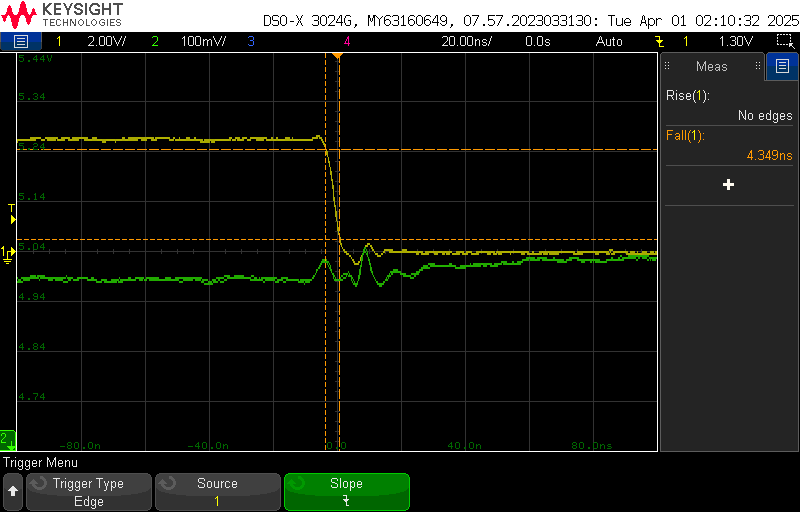 KEYSIGHT
TECHNOLOGIES
DSO-X 3024G, MY63160649, 07.57.2023033130: Tue Apr 01 02:10:32 2025
1 2.00V/ 2 100mV/ 3 4 20.00ns/ 0.0s Auto 1 1.30V
5.44V
Meas
5.34
Rise(1):
No edges
Fall(1):
5.24
4.349ns
5.14
T
5.04
1
4.94
4.84
4.74
2
-80.0n -40.0n 0.0 40.0n 80.0ns
Trigger Menu
Trigger Type
Edge
Source
1
Slope